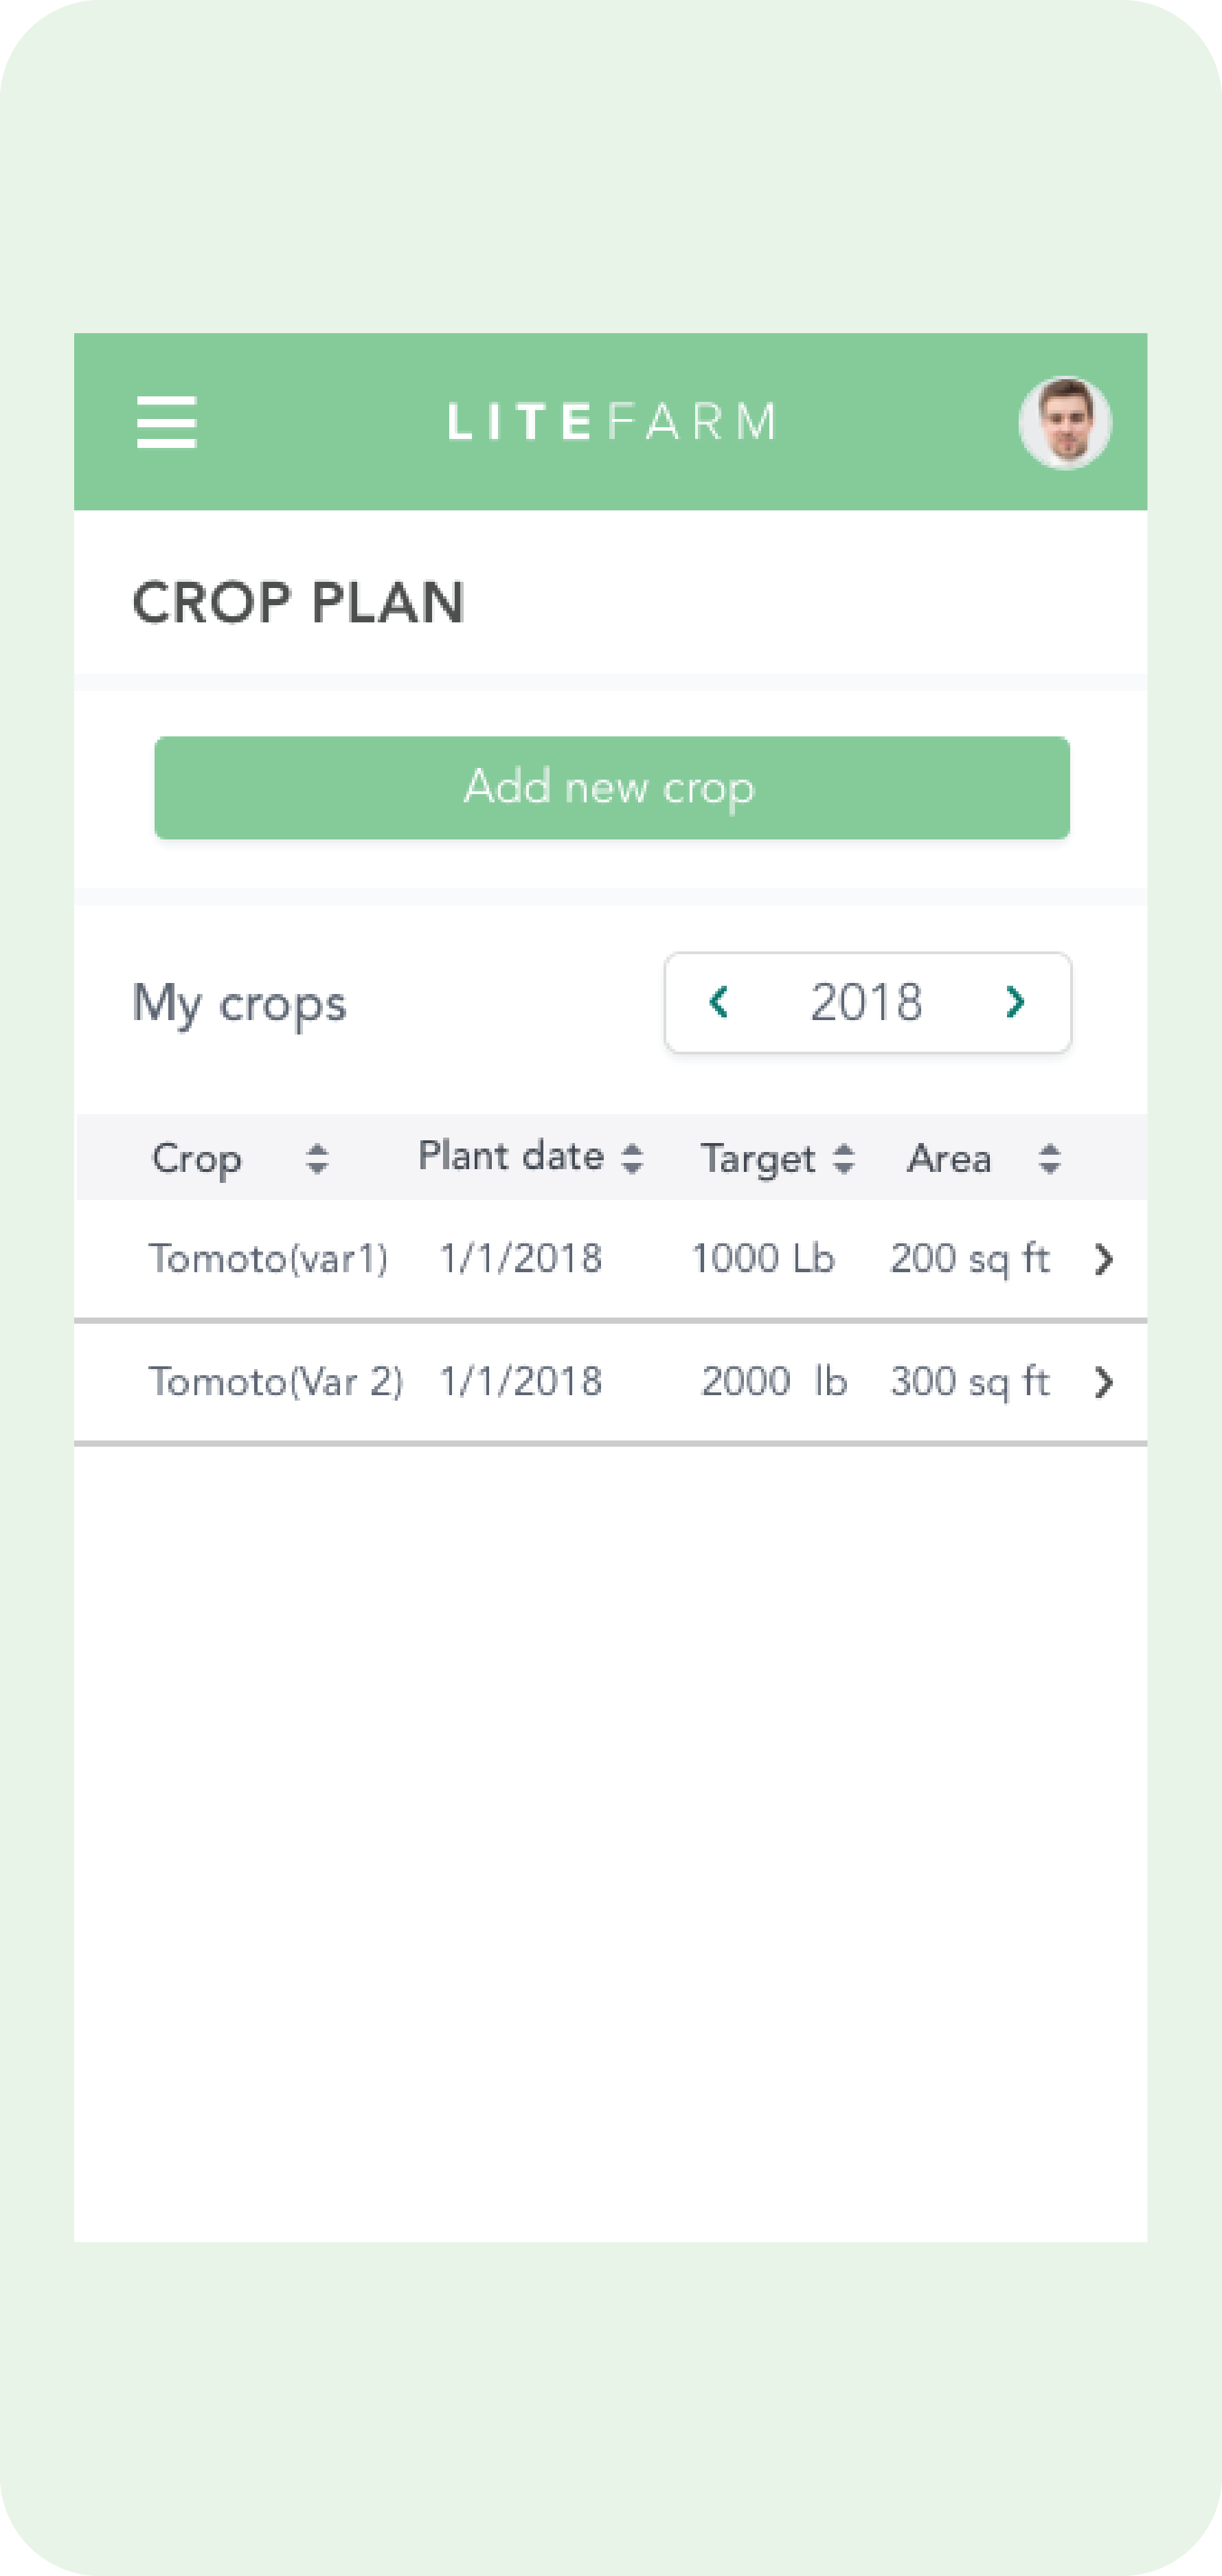 LITEFARM
CROP PLAN
Add new crop
My crops 2018
Crop Plant date Target Area
Tomoto(var1) 1/1/2018 1000 Lb 200 sq ft
Tomoto(Var 2) 1/1/2018 2000 lb 300 sq ft